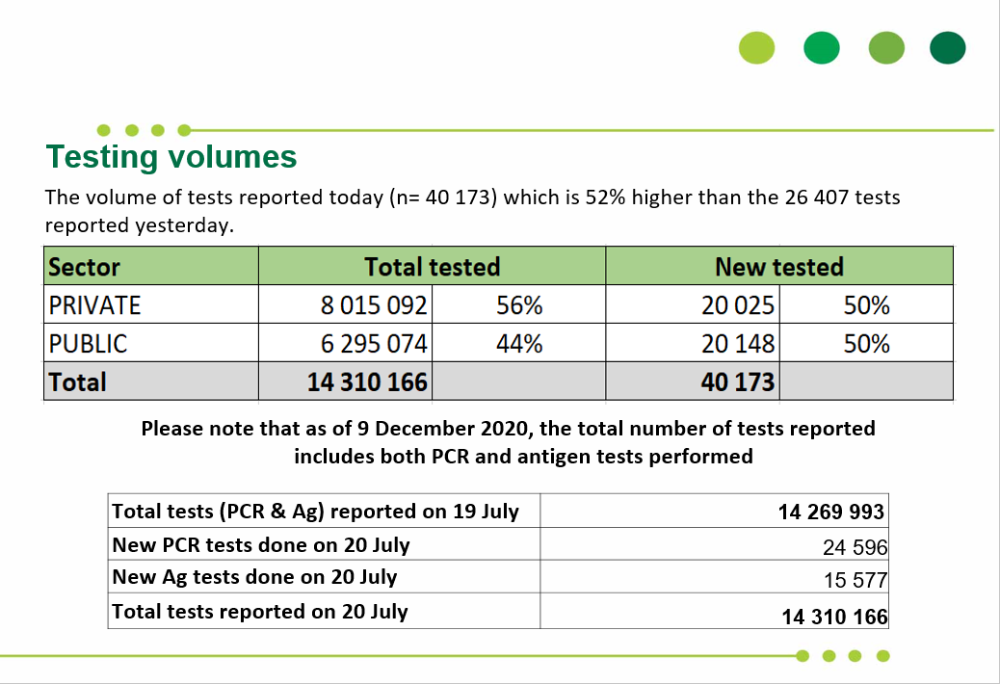 Testing volumes
The volume of tests reported today (n= 40 173) which is 52% higher than the 26 407 tests
reported yesterday.
Sector Total tested New tested
PRIVATE 8 015 092 56% 20 025 50%
PUBLIC 6 295 074 44% 20 148 50%
Total 14 310 166 40 173
Please note that as of 9 December 2020, the total number of tests reported
includes both PCR and antigen tests performed
Total tests (PCR & Ag) reported on 19 July 14 269 993
New PCR tests done on 20 July 24 596
New Ag tests done on 20 July 15 577
Total tests reported on 20 July 14 310 166